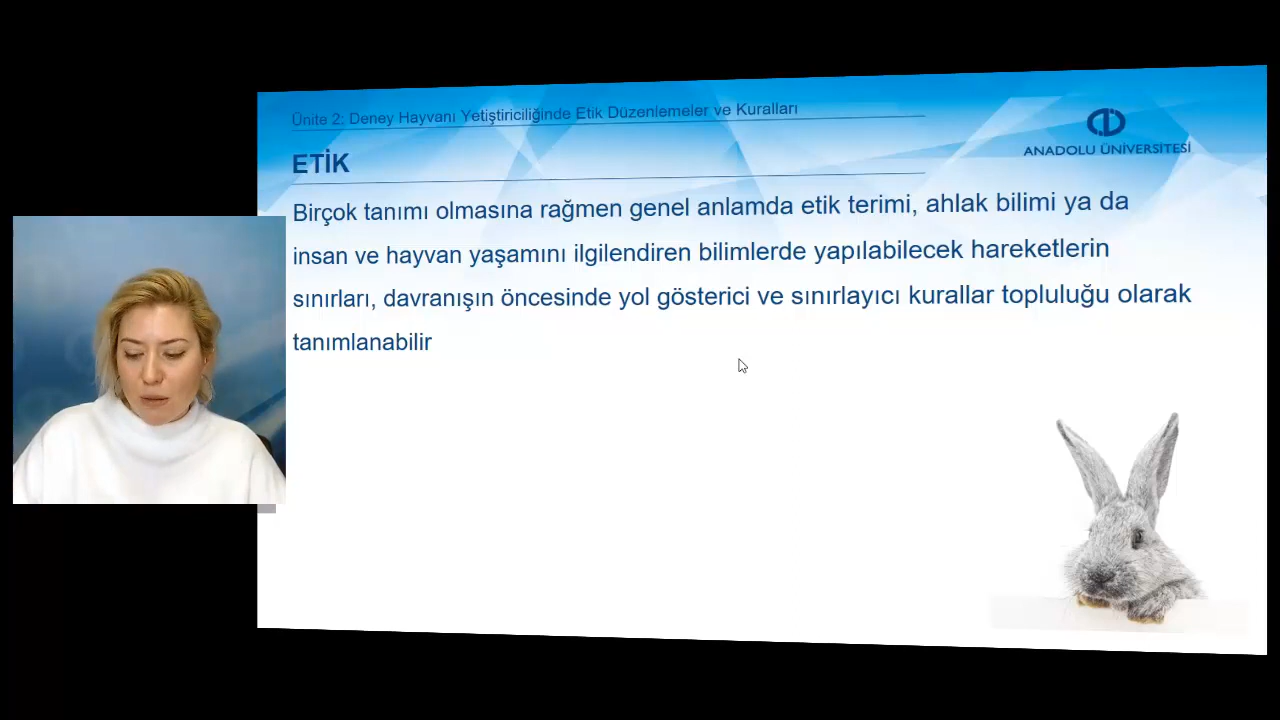 Ünite 2: Deney Hayvanı Yetiştiriciliğinde Etik Düzenlemeler ve Kuralları
ANADOLU ÜNİVERSİTESİ
ETİK
Birçok tanımı olmasına rağmen genel anlamda etik terimi, ahlak bilimi ya da
insan ve hayvan yaşamını ilgilendiren bilimlerde yapılabilecek hareketlerin
sınırları, davranışın öncesinde yol gösterici ve sınırlayıcı kurallar topluluğu olarak
tanımlanabilir